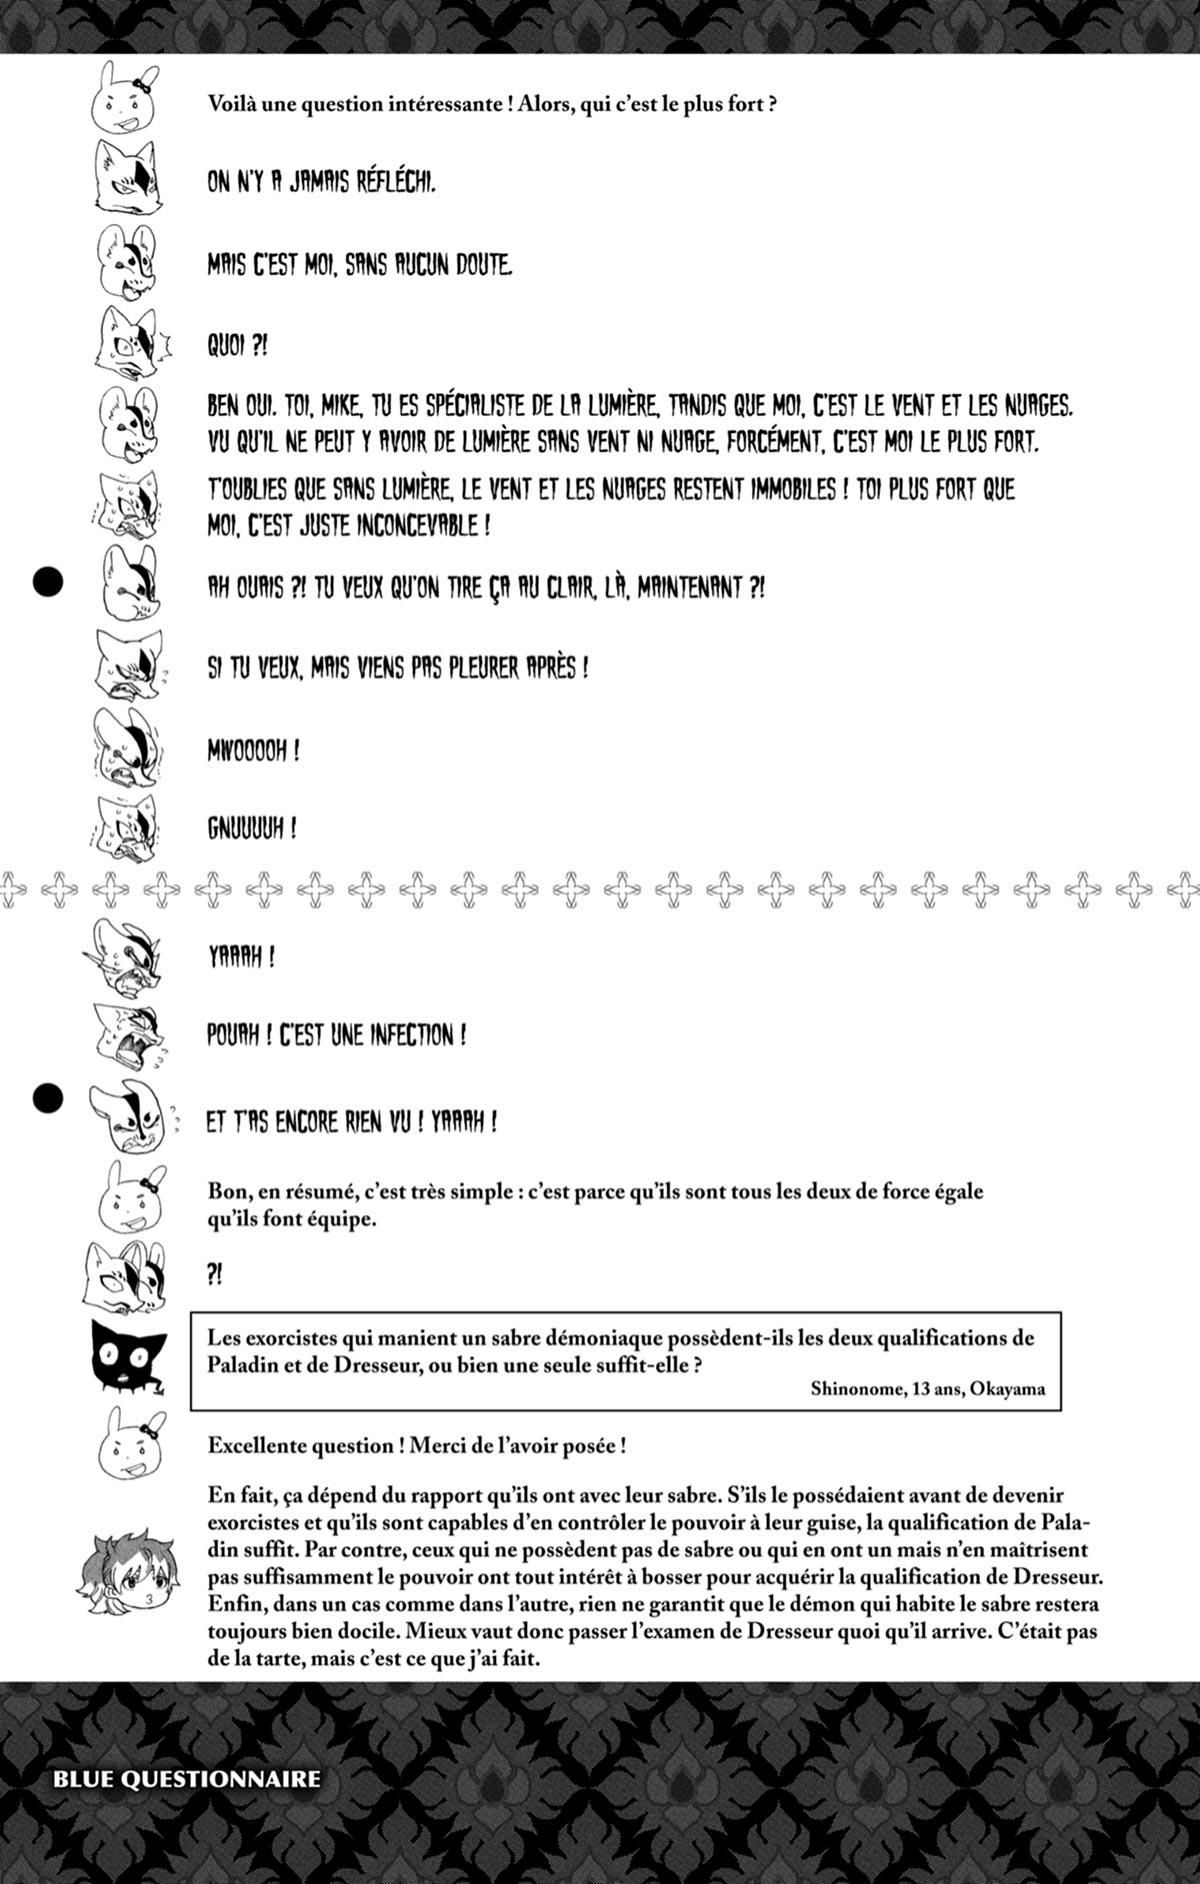 Voilà une question intéressante ! Alors, qui c'est le plus fort ?
ON N'Y A JAMAIS RÉFLÉCHI.
MAIS C'EST MOI, SANS AUCUN DOUTE.
QUOI ?!
BEN OUI. TOI, MIKE, TU ES SPÉCIALISTE DE LA LUMIÈRE, TANDIS QUE MOI, C'EST LE VENT ET LES NUAGES.
VU QU'IL NE PEUT Y AVOIR DE LUMIÈRE SANS VENT NI NUAGE, FORCÉMENT, C'EST MOI LE PLUS FORT.
T'OUBLIES QUE SANS LUMIÈRE, LE VENT ET LES NUAGES RESTENT IMMOBILES ! TOI PLUS FORT QUE
MOI, C'EST JUSTE INCONCEVABLE !
AH OUAIS ?! TU VEUX QU'ON TIRE ÇA AU CLAIR, LÀ, MAINTENANT ?!
SI TU VEUX, MAIS VIENS PAS PLEURER APRÈS !
MWOOOOH !
GNUUUUH !
YAAAH !
POUAH ! C'EST UNE INFECTION !
ET T'AS ENCORE RIEN VU ! YAAAH !
Bon, en résumé, c'est très simple : c'est parce qu'ils sont tous les deux de force égale
qu'ils font équipe.
?!
Les exorcistes qui manient un sabre démoniaque possèdent-ils les deux qualifications de
Paladin et de Dresseur, ou bien une seule suffit-elle ?
Shinonome, 13 ans, Okayama
Excellente question ! Merci de l'avoir posée !
En fait, ça dépend du rapport qu'ils ont avec leur sabre. S'ils le possédaient avant de devenir
exorcistes et qu'ils sont capables d'en contrôler le pouvoir à leur guise, la qualification de Pala-
din suffit. Par contre, ceux qui ne possèdent pas de sabre ou qui en ont un mais n'en maîtrisent
pas suffisamment le pouvoir ont tout intérêt à bosser pour acquérir la qualification de Dresseur.
Enfin, dans un cas comme dans l'autre, rien ne garantit que le démon qui habite le sabre restera
toujours bien docile. Mieux vaut donc passer l'examen de Dresseur quoi qu'il arrive. C'était pas
de la tarte, mais c'est ce que j'ai fait.
BLUE QUESTIONNAIRE